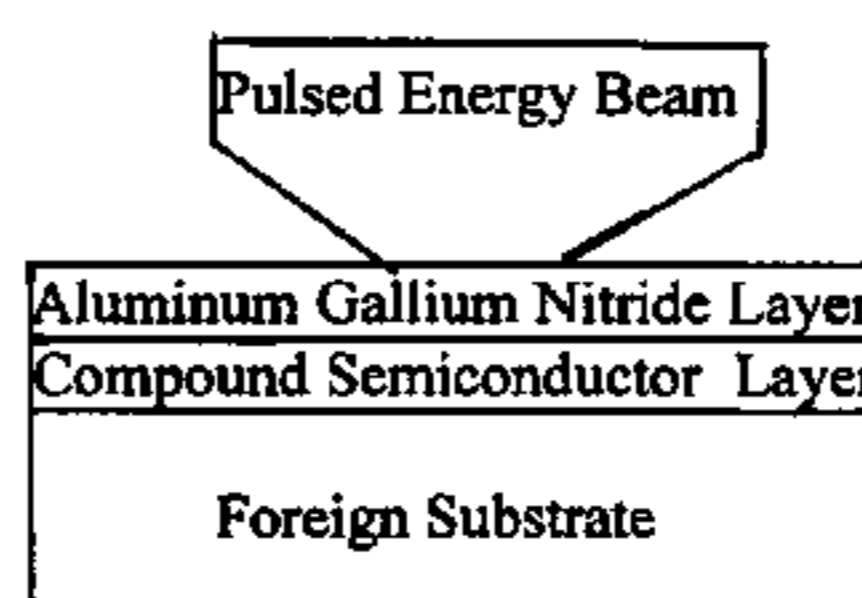 Pulsed Energy Beam
Aluminum Gallium Nitride Layer
Compound Semiconductor Layer
Foreign Substrate